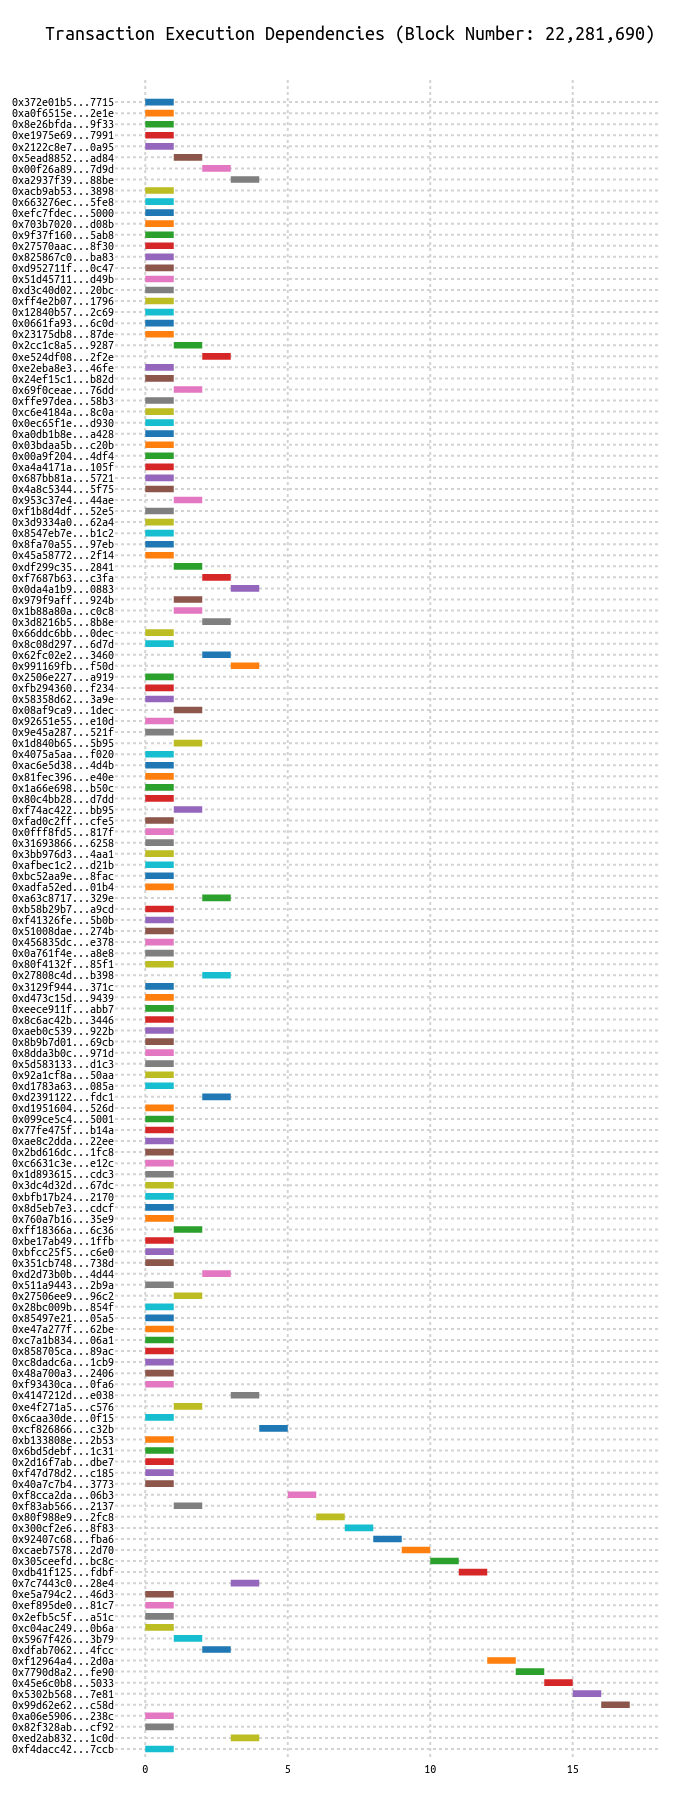 Transaction Execution Dependencies (Block Number: 22,281,690)
0x372e01b5...7715
0xa0f6515e...2e1e
0x8e26bfda...9f33
0xe1975e69...7991
0x2122c8e7...0a95
0x5ead8852...ad84
0x00f26a89...7d9d
0xa2937f39...88be
0xacb9ab53...3898
0x663276ec...5fe8
0xefc7fdec...5000
0x703b7020...d08b
0x9f37f160...5ab8
0x27570aac...8f30
0x825867c0...ba83
0xd952711f...0c47
0x51d45711...d49b
0xd3c40d02...20bc
0xff4e2b07...1796
0x12840b57...2c69
0x0661fa93...6c0d
0x23175db8...87de
0x2cc1c8a5...9287
0xe524df08...2f2e
0xe2eba8e3...46fe
0x24ef15c1...b82d
0x69f0ceae...76dd
0xffe97dea...58b3
0xc6e4184a...8c0a
0x0ec65f1e...d930
0xa0db1b8e...a428
0x03bdaa5b...c20b
0x00a9f204...4df4
0xa4a4171a...105f
0x687bb81a...5721
0x4a8c5344...5f75
0x953c37e4...44ae
0xf1b8d4df...52e5
0x3d9334a0...62a4
0x8547eb7e...b1c2
0x8fa70a55...97eb
0x45a58772...2f14
0xdf299c35...2841
0xf7687b63...c3fa
0x0da4a1b9...0883
0x979f9aff...924b
0x1b88a80a...c0c8
0x3d8216b5...8b8e
0x66ddc6bb...0dec
0x8c08d297...6d7d
0x62fc02e2...3460
0x991169fb...f50d
0x2506e227...a919
0xfb294360...f234
0x58358d62...3a9e
0x08af9ca9...1dec
0x92651e55...e10d
0x9e45a287...521f
0x1d840b65...5b95
0x4075a5aa...f020
0xac6e5d38...4d4b
0x81fec396...e40e
0x1a66e698...b50c
0x80c4bb28...d7dd
0xf74ac422...bb95
0xfad0c2ff...cfe5
0x0fff8fd5...817f
0x31693866...6258
0x3bb976d3...4aa1
0xafbec1c2...d21b
0xbc52aa9e...8fac
0xadfa52ed...01b4
0xa63c8717...329e
0xb58b29b7...a9cd
0xf41326fe...5b0b
0x51008dae...274b
0x456835dc...e378
0x0a761f4e...a8e8
0x80f4132f...85f1
0x27808c4d...b398
0x3129f944...371c
0xd473c15d...9439
0xeece911f...abb7
0x8c6ac42b...3446
0xaeb0c539...922b
0x8b9b7d01...69cb
0x8dda3b0c...971d
0x5d583133...d1c3
0x92a1cf8a...50aa
0xd1783a63...085a
0xd2391122...fdc1
0xd1951604...526d
0x099ce5c4...5001
0x77fe475f...b14a
0xae8c2dda...22ee
0x2bd616dc...1fc8
0xc6631c3e...e12c
0x1d893615...cdc3
0x3dc4d32d...67dc
0xbfb17b24...2170
0x8d5eb7e3...cdcf
0x760a7b16...35e9
0xff18366a...6c36
0xbe17ab49...1ffb
0xbfcc25f5...c6e0
0x351cb748...738d
0xd2d73b0b...4d44
0x511a9443...2b9a
0x27506ee9...96c2
0x28bc009b...854f
0x85497e21...05a5
0xe47a277f...62be
0xc7a1b834...06a1
0x858705ca...89ac
0xc8dadc6a...1cb9
0x48a700a3...2406
0xf93430ca...0fa6
0x4147212d...e038
0xe4f271a5...c576
0x6caa30de...0f15
0xcf826866...c32b
0xb133808e...2b53
0x6bd5debf...1c31
0x2d16f7ab...dbe7
0xf47d78d2...c185
0x40a7c7b4...3773
0xf8cca2da...06b3
0xf83ab566...2137
0x80f988e9...2fc8
0x300cf2e6...8f83
0x92407c68...fba6
0xcaeb7578...2d70
0x305ceefd...bc8c
0xdb41f125...fdbf
0x7c7443c0...28e4
0xe5a794c2...46d3
0xef895de0...81c7
0x2efb5c5f...a51c
0xc04ac249...0b6a
0x5967f426...3b79
0xdfab7062...4fcc
0xf12964a4...2d0a
0x7790d8a2...fe90
0x45e6c0b8...5033
0x5302b568...7e81
0x99d62e62...c58d
0xa06e5906...238c
0x82f328ab...cf92
0xed2ab832...1c0d
0xf4dacc42...7ccb
0 5 10 15